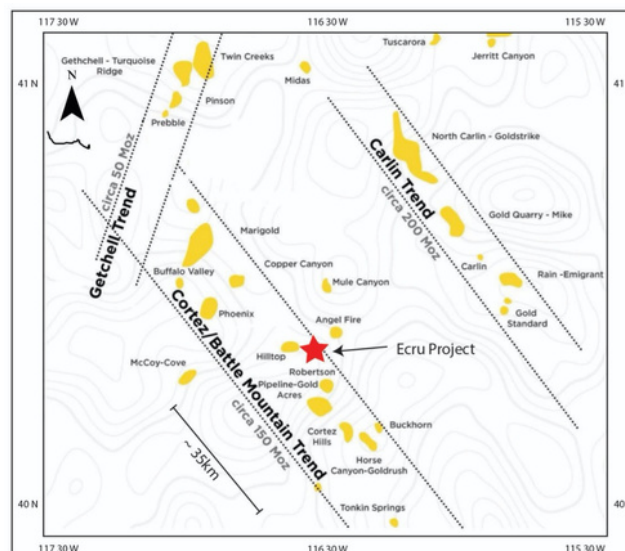 117.30 W
116.30 W
115.30 W
41 N
41
N
Gethchell - Turquoise
Ridge
Twin Creeks
Pinson
Prebble
Midas
Tuscarora
Jerritt Canyon
North Carlin - Goldstrike
Carlin Trend
circa 200 Moz
Gold Quarry - Mike
Carlin
Rain -Emigrant
Gold
Standard
circa 50 Moz
Getchell Trend
Marigold
Buffalo Valley
Copper Canyon
Mule Canyon
Phoenix
Angel Fire
Hilltop
Ecru Project
McCoy-Cove
Cortez/Battle Mountain Trend
circa 150 Moz
Robertson
Pipeline-Gold
Acres
Cortez
Hills
Buckhorn
Horse
Canyon-Goldrush
Tonkin Springs
~ 35km
40 N
40
117.30 W
116.30 W
115.30 W